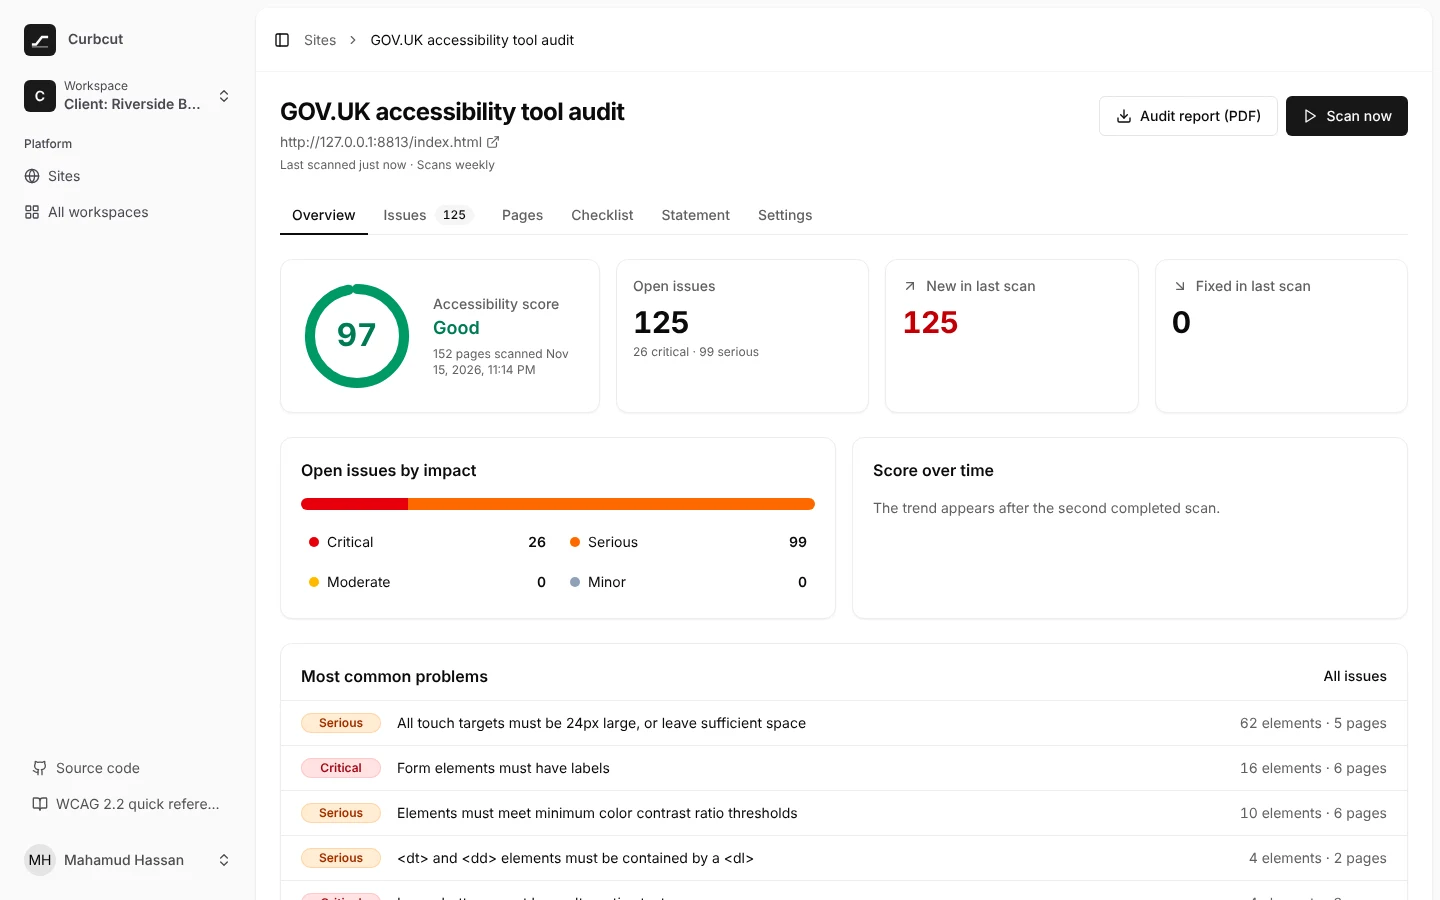 Curbcut
C
Workspace
Client: Riverside B...
Platform
Sites
All workspaces
Source code
WCAG 2.2 quick refere...
MH
Mahamud Hassan
Sites
GOV.UK accessibility tool audit
GOV.UK accessibility tool audit
http://127.0.0.1:8813/index.html
Last scanned just now · Scans weekly
Audit report (PDF)
Scan now
Overview
Issues 125
Pages
Checklist
Statement
Settings
97
Accessibility score
Good
152 pages scanned Nov
15, 2026, 11:14 PM
Open issues
125
26 critical · 99 serious
New in last scan
125
Fixed in last scan
0
Open issues by impact
Critical 26
Serious 99
Moderate 0
Minor 0
Score over time
The trend appears after the second completed scan.
Most common problems
All issues
Serious All touch targets must be 24px large, or leave sufficient space 62 elements · 5 pages
Critical Form elements must have labels 16 elements · 6 pages
Serious Elements must meet minimum color contrast ratio thresholds 10 elements · 6 pages
Serious <dt> and <dd> elements must be contained by a <dl> 4 elements · 2 pages